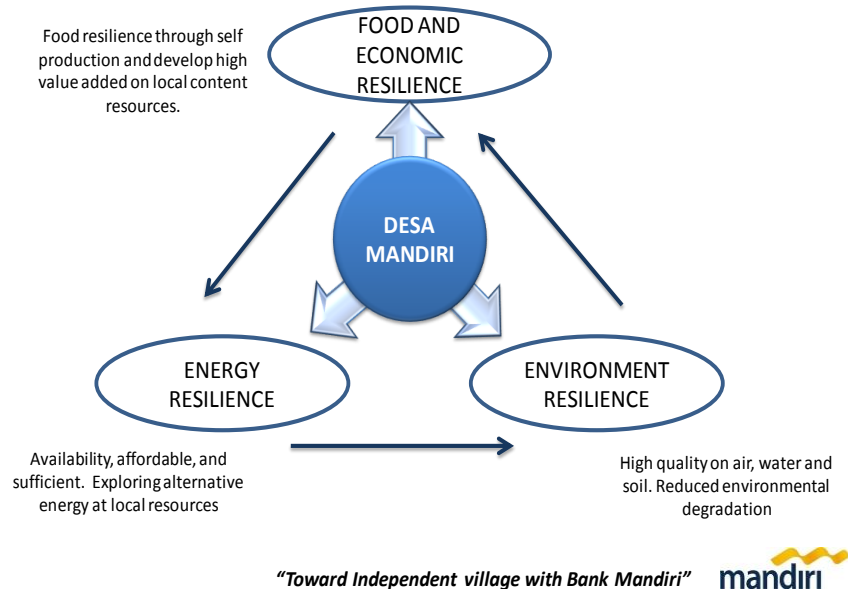 Food resilience through self
production and develop high
value added on local content
resources.
FOOD AND
ECONOMIC
RESILIENCE
DESA
MANDIRI
ENERGY
RESILIENCE
ENVIRONMENT
RESILIENCE
Availability, affordable, and
sufficient. Exploring alternative
energy at local resources
High quality on air, water and
soil. Reduced environmental
degradation
“Toward Independent village with Bank Mandiri”
mandırı